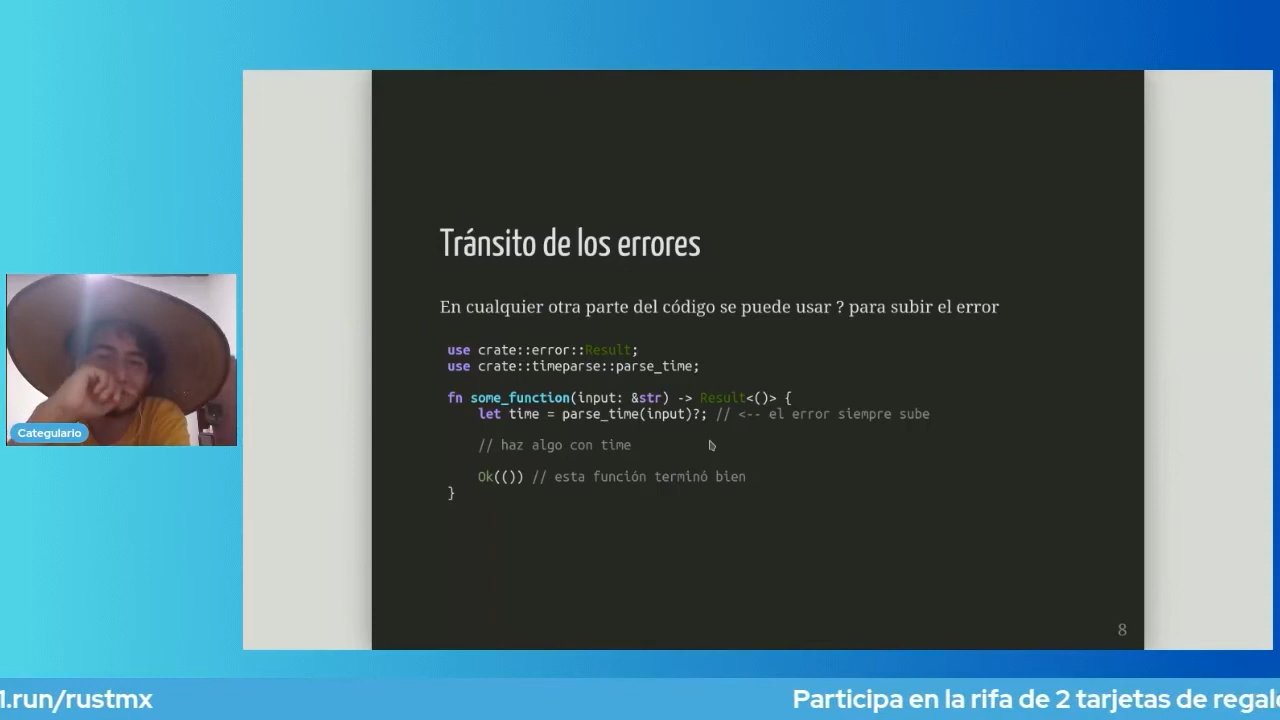 Tránsito de los errores
En cualquier otra parte del código se puede usar ? para subir el error
use crate::error::Result;
use crate::timeparse::parse_time;
fn some_function(input: &str) -> Result<()> {
let time = parse_time(input)?; // <-- el error siempre sube
// haz algo con time
Ok(()) // esta función terminó bien
}
8
Categulario
1.run/rustmx
Participa en la rifa de 2 tarjetas de regalo